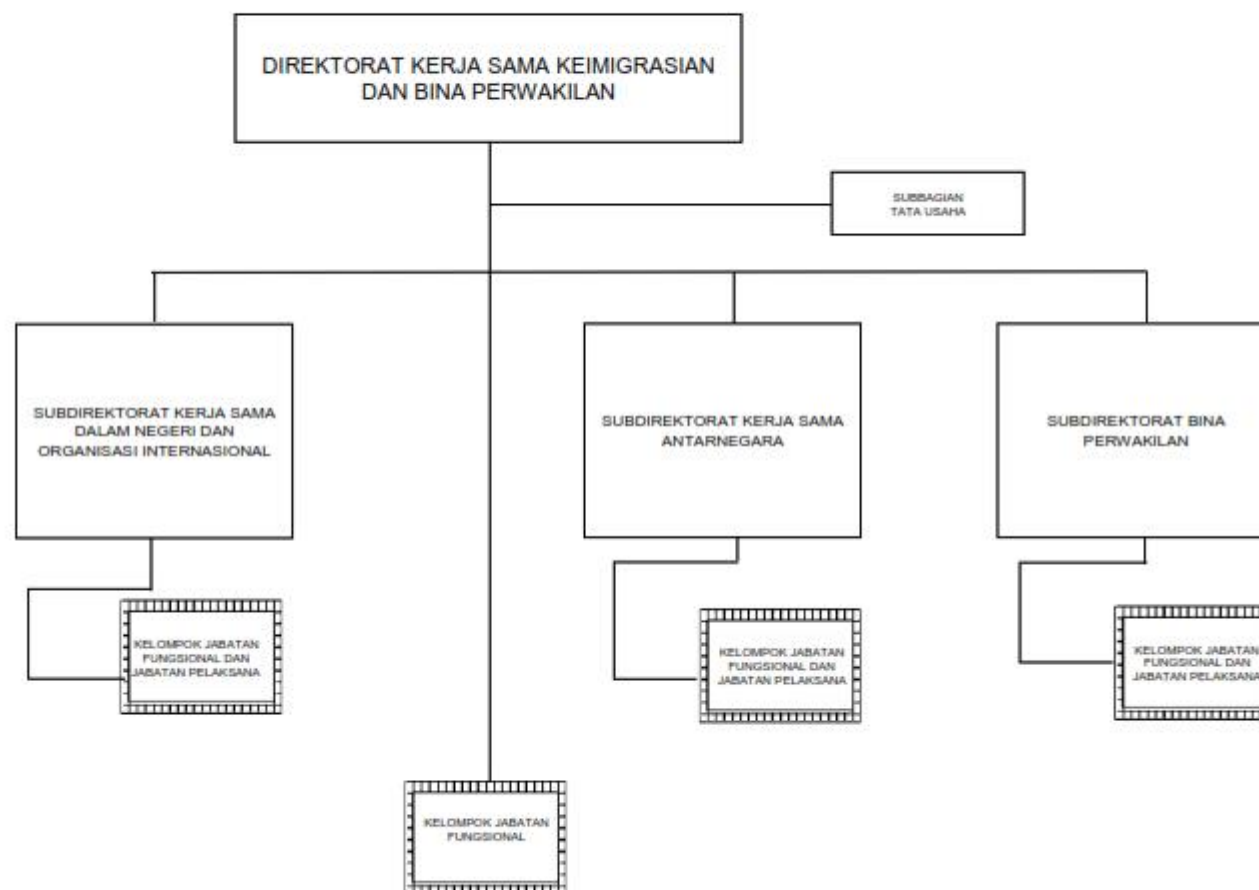 DIREKTORAT KERJA SAMA KEIMIGRASIAN
DAN BINA PERWAKILAN
SUBBAGIAN
TATA USAHA
SUBDIREKTORAT KERJA SAMA
DALAM NEGERI DAN
ORGANISASI INTERNASIONAL
SUBDIREKTORAT KERJA SAMA
ANTARNEGARA
SUBDIREKTORAT BINA
PERWAKILAN
KELOMPOK JABATAN
FUNGSIONAL DAN
JABATAN PELAKSANA
KELOMPOK JABATAN
FUNGSIONAL DAN
JABATAN PELAKSANA
KELOMPOK JABATAN
FUNGSIONAL DAN
JABATAN PELAKSANA
KELOMPOK JABATAN
FUNGSIONAL